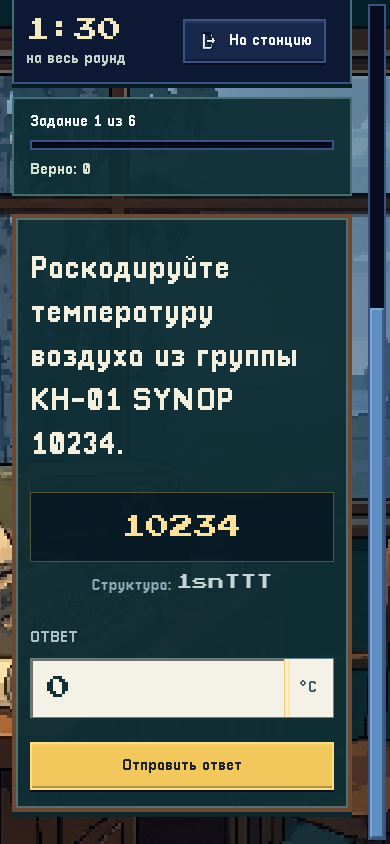 1:30
на весь раунд
На станцию
Задание 1 из 6
Верно: 0
Раскодируйте
температуру
воздуха из группы
КН-01 SYNOP
10234.
10234
Структура: 1snTTT
ОТВЕТ
0
°C
Отправить ответ